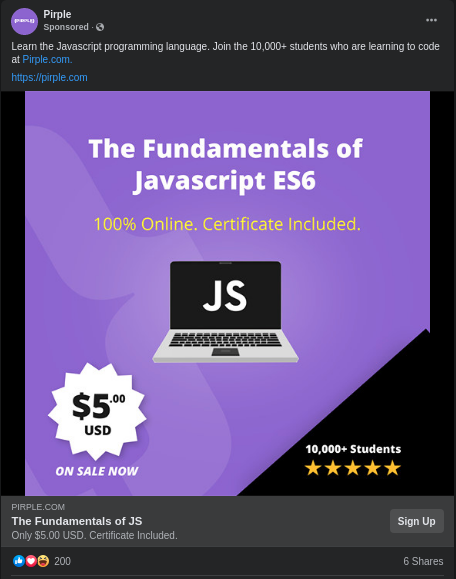 Pirple
Sponsored ·
Learn the Javascript programming language. Join the 10,000+ students who are learning to code
at Pirple.com.
https://pirple.com
The Fundamentals of
Javascript ES6
100% Online. Certificate Included.
JS
$5.00
USD
ON SALE NOW
10,000+ Students
PIRPLE.COM
The Fundamentals of JS
Only $5.00 USD. Certificate Included.
Sign Up
200
6 Shares